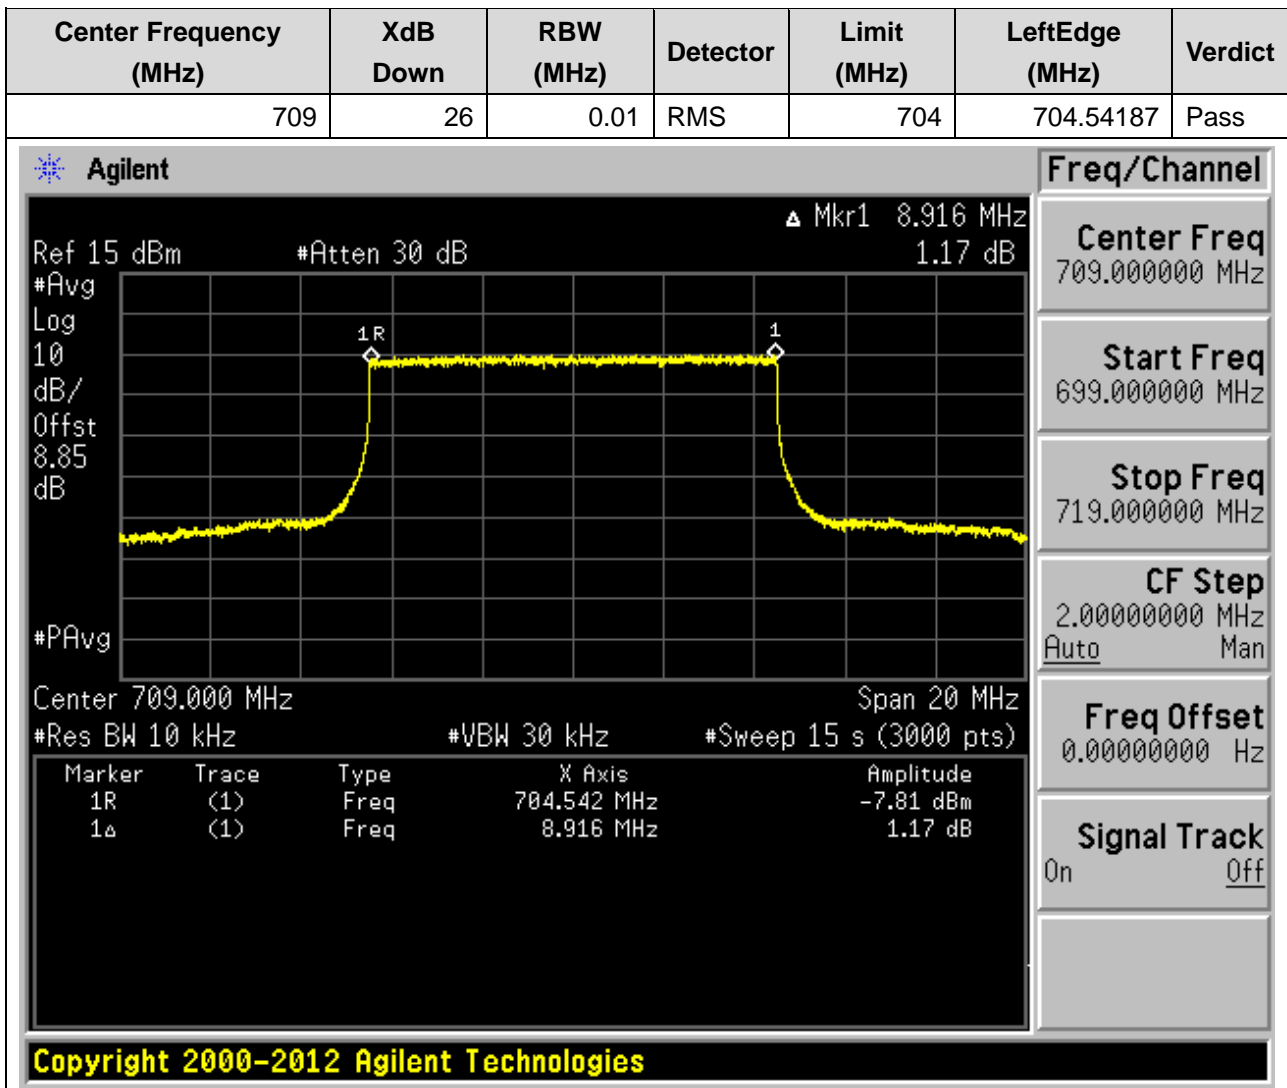 Center Frequency (MHz) XdB Down RBW (MHz) Detector Limit (MHz) LeftEdge (MHz) Verdict
709 26 0.01 RMS 704 704.54187 Pass
Agilent
Freq/Channel
△ Mkr1 8.916 MHz
Ref 15 dBm #Atten 30 dB 1.17 dB
#Avg
Log
10
dB/
Offst
8.85
dB
1R
1
#PAvg
Center 709.000 MHz Span 20 MHz
#Res BW 10 kHz #VBW 30 kHz #Sweep 15 s (3000 pts)
Marker Trace Type X Axis Amplitude
1R (1) Freq 704.542 MHz -7.81 dBm
1△ (1) Freq 8.916 MHz 1.17 dB
Center Freq
709.000000 MHz
Start Freq
699.000000 MHz
Stop Freq
719.000000 MHz
CF Step
2.00000000 MHz
Auto Man
Freq Offset
0.00000000 Hz
Signal Track
On Off
Copyright 2000-2012 Agilent Technologies